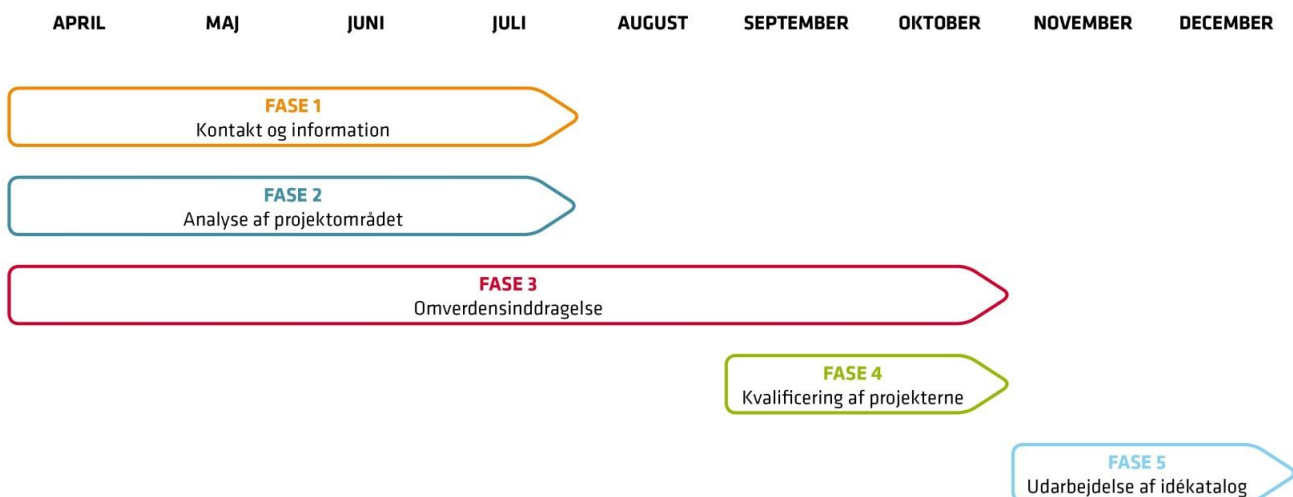 APRIL MAJ JUNI JULI AUGUST SEPTEMBER OKTOBER NOVEMBER DECEMBER
FASE 1
Kontakt og information
FASE 2
Analyse af projektområdet
FASE 3
Omverdensinddragelse
FASE 4
Kvalificering af projekterne
FASE 5
Udarbejdelse af idékatalog